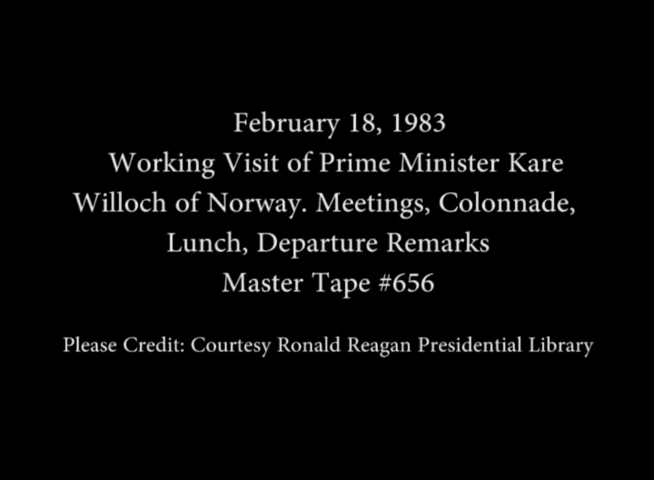 February 18, 1983
Working Visit of Prime Minister Kare
Willoch of Norway. Meetings, Colonnade,
Lunch, Departure Remarks
Master Tape #656
Please Credit: Courtesy Ronald Reagan Presidential Library